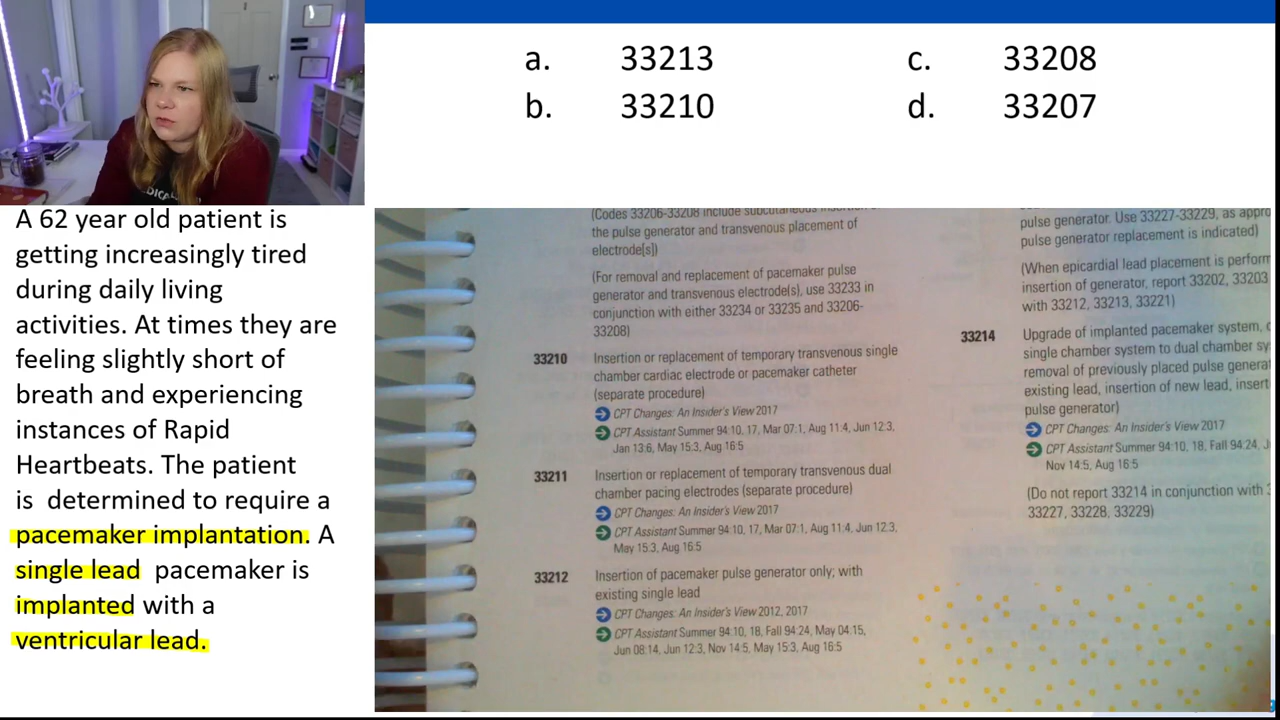 a. 33213 c. 33208
b. 33210 d. 33207
A 62 year old patient is
getting increasingly tired
during daily living
activities. At times they are
feeling slightly short of
breath and experiencing
instances of Rapid
Heartbeats. The patient
is determined to require a
pacemaker implantation. A
single lead pacemaker is
implanted with a
ventricular lead.
(Codes 33206-33208 include subcutaneous
the pulse generator and transvenous placement of
electrode[s])
(For removal and replacement of pacemaker pulse
generator and transvenous electrode(s), use 33233 in
conjunction with either 33234 or 33235 and 33206-
33208)
33210 Insertion or replacement of temporary transvenous single
chamber cardiac electrode or pacemaker catheter
(separate procedure)
CPT Changes: An Insider's View 2017
CPT Assistant Summer 94:10, 17, Mar 07:1, Aug 11:4, Jun 12:3,
Jan 13:6, May 15:3, Aug 16:5
33211 Insertion or replacement of temporary transvenous dual
chamber pacing electrodes (separate procedure)
CPT Changes: An Insider's View 2017
CPT Assistant Summer 94:10, 17, Mar 07:1, Aug 11:4, Jun 12:3,
May 15:3, Aug 16:5
33212 Insertion of pacemaker pulse generator only; with
existing single lead
CPT Changes: An Insider's View 2012, 2017
CPT Assistant Summer 94:10, 18, Fall 94:24, May 04:15,
Jun 08:14, Jun 12:3, Nov 14:5, May 15:3, Aug 16:5
pulse generator. Use 33227-33229, as appro
pulse generator replacement is indicated)
(When epicardial lead placement is perform
insertion of generator, report 33202, 33203
with 33212, 33213, 33221)
33214 Upgrade of implanted pacemaker system,
single chamber system to dual chamber sy
removal of previously placed pulse genera
existing lead, insertion of new lead, insert
pulse generator)
CPT Changes: An Insider's View 2017
CPT Assistant Summer 94:10, 18, Fall 94:24,
Nov 14:5, Aug 16:5
(Do not report 33214 in conjunction with
33227, 33228, 33229)